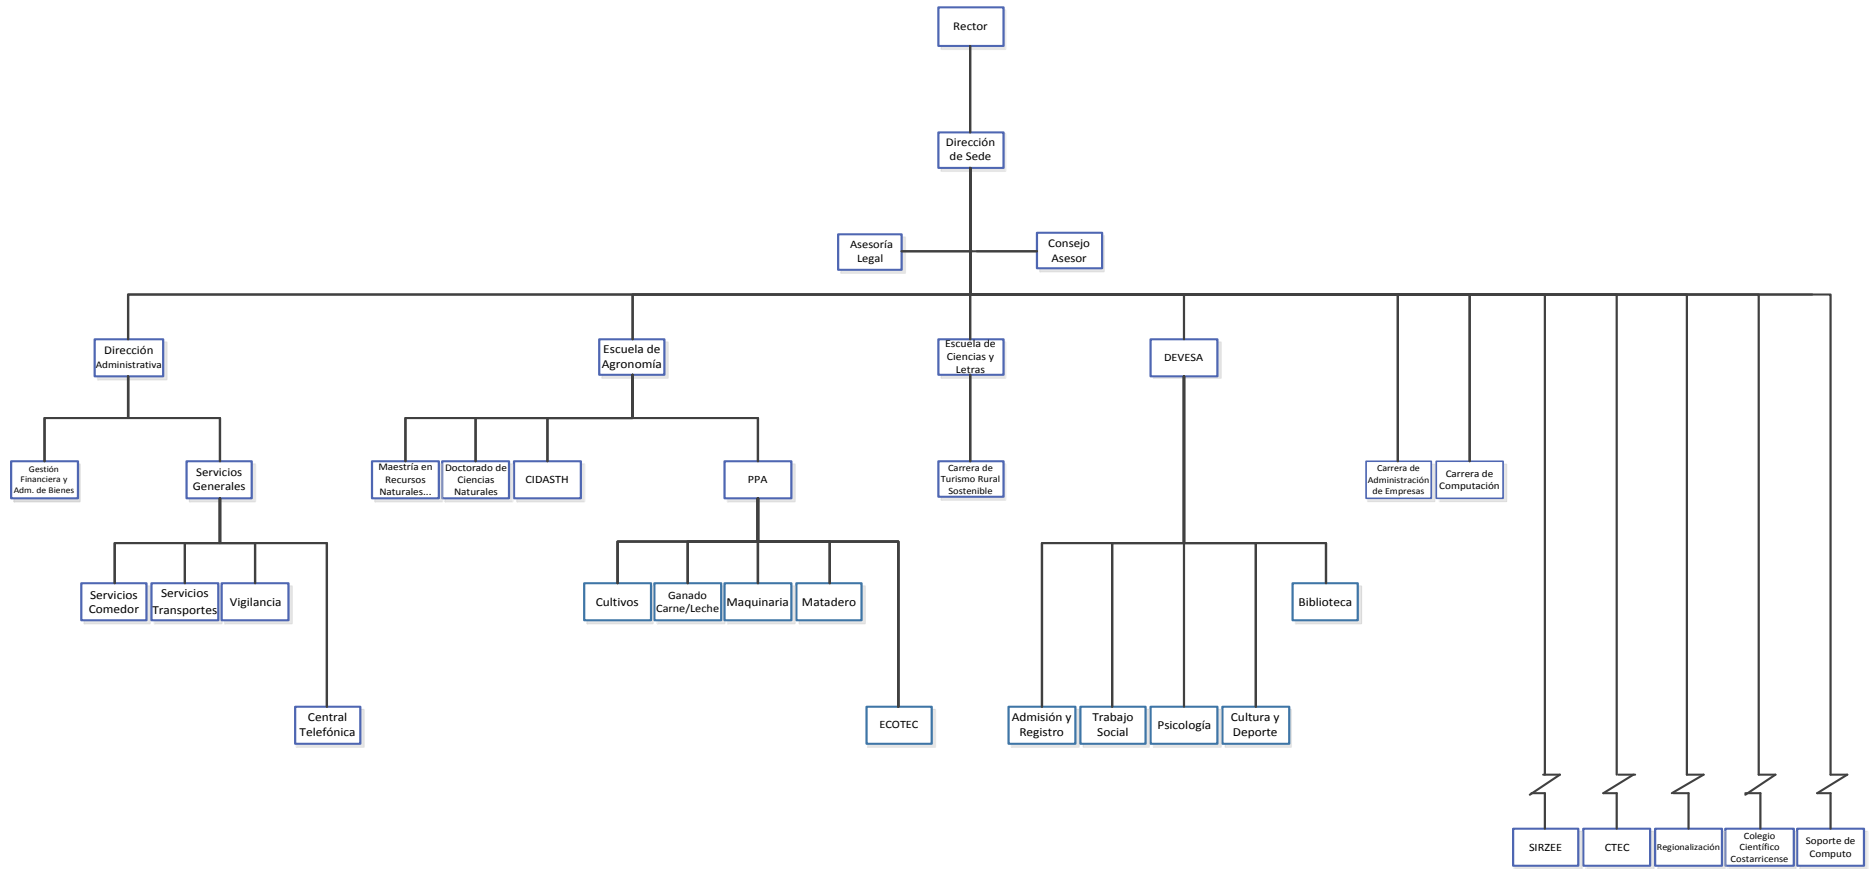 Rector
Dirección
de Sede
Asesoría
Legal
Consejo
Asesor
Dirección
Administrativa
Escuela de
Agronomía
Escuela de
Ciencias y
Letras
DEVESA
Gestión
Financiera y
Adm. de Bienes
Servicios
Generales
Maestría en
Recursos
Naturales...
Doctorado de
Ciencias
Naturales
CIDASTH
PPA
Carrera de
Turismo Rural
Sostenible
Carrera de
Administración
de Empresas
Carrera de
Computación
Servicios
Comedor
Servicios
Transportes
Vigilancia
Cultivos
Ganado
Carne/Leche
Maquinaria
Matadero
Biblioteca
Central
Telefónica
ECOTEC
Admisión y
Registro
Trabajo
Social
Psicología
Cultura y
Deporte
SIRZEE
CTEC
Regionalización
Colegio
Científico
Costarricense
Soporte de
Computo